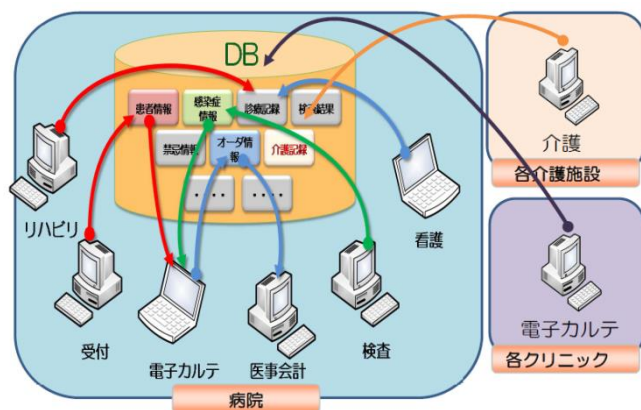 DB
患者情報
感染症
情報
診療記録
検査結果
禁忌情報
オーダ情
報
介護記録
・・・・
・・・・
リハビリ
受付
電子カルテ
医事会計
検査
看護
病院
介護
各介護施設
電子カルテ
各クリニック